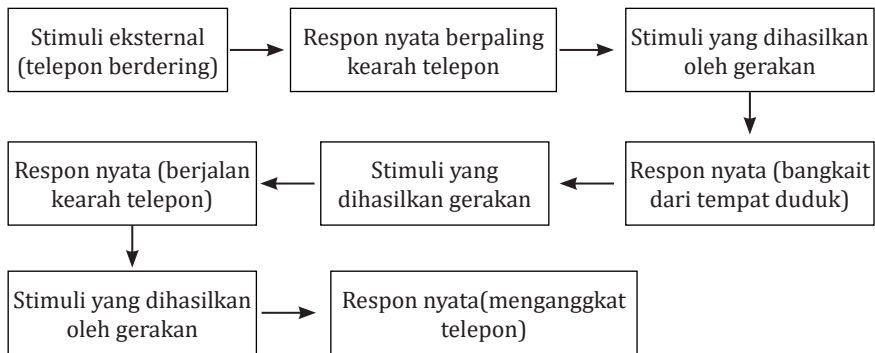 Stimuli eksternal
(telepon berdering)
Respon nyata berpaling
kearah telepon
Stimuli yang dihasilkan
oleh gerakan
Respon nyata (bangkait
dari tempat duduk)
Stimuli yang
dihasilkan gerakan
Respon nyata (berjalan
kearah telepon)
Stimuli yang dihasilkan
oleh gerakan
Respon nyata(menganggkat
telepon)